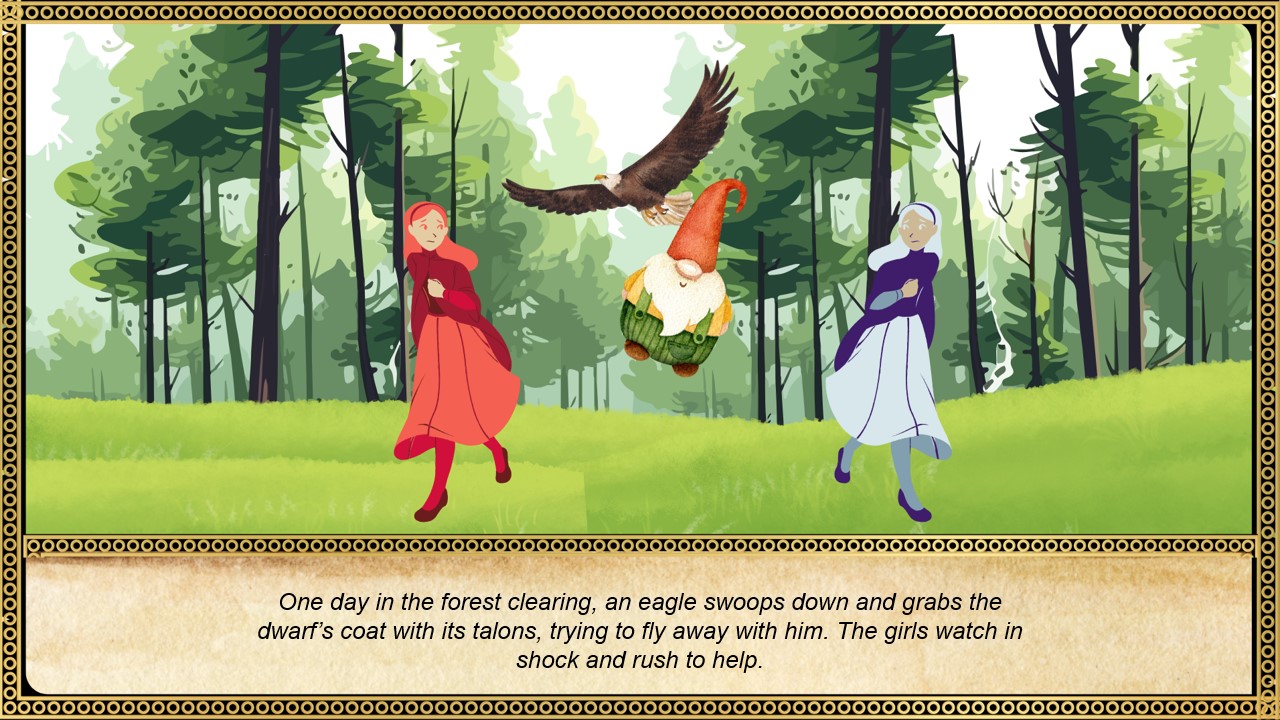 One day in the forest clearing, an eagle swoops down and grabs the
dwarf’s coat with its talons, trying to fly away with him. The girls watch in
shock and rush to help.